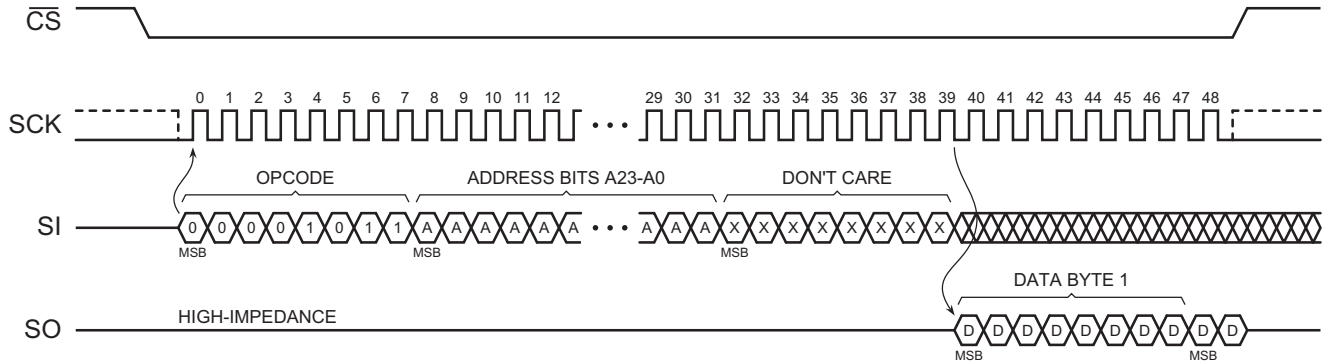 CS
0 1 2 3 4 5 6 7 8 9 10 11 12 29 30 31 32 33 34 35 36 37 38 39 40 41 42 43 44 45 46 47 48
SCK
OPCODE ADDRESS BITS A23-A0 DON'T CARE
SI 0 0 0 0 1 0 1 1 A A A A A A A A A X X X X X X X X
MSB MSB MSB
DATA BYTE 1
HIGH-IMPEDANCE
SO D D D D D D D D D D
MSB MSB